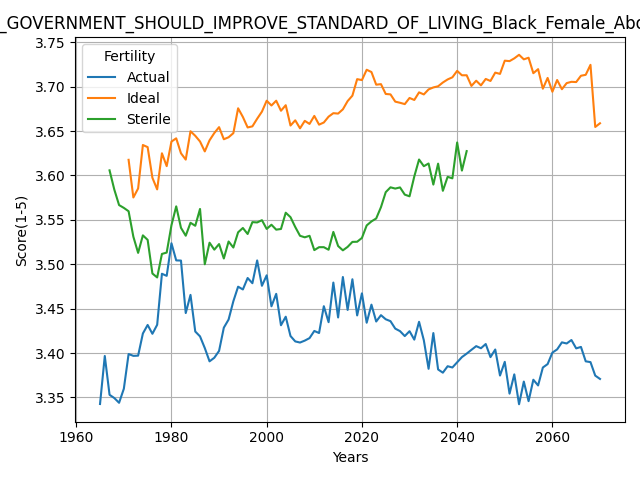 _GOVERNMENT_SHOULD_IMPROVE_STANDARD_OF_LIVING_Black_Female_Abo
Fertility
Actual
Ideal
Sterile
3.75
3.70
3.65
3.60
3.55
3.50
3.45
3.40
3.35
Score(1-5)
1960
1980
2000
2020
2040
2060
Years